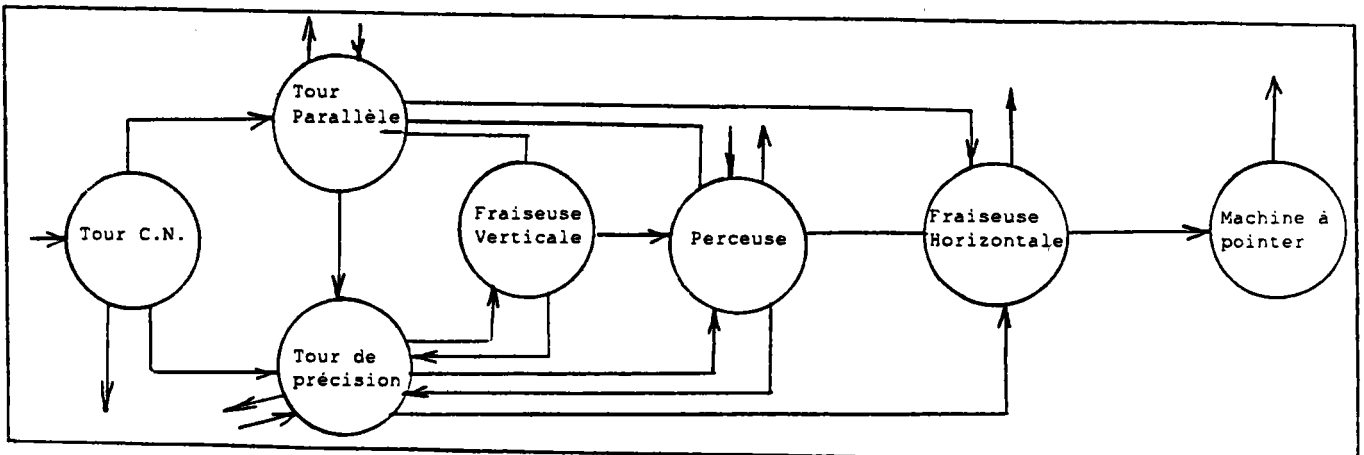 Tour
Parallèle
Tour C.N.
Fraiseuse
Verticale
Perceuse
Fraiseuse
Horizontale
Machine à
pointer
Tour de
précision